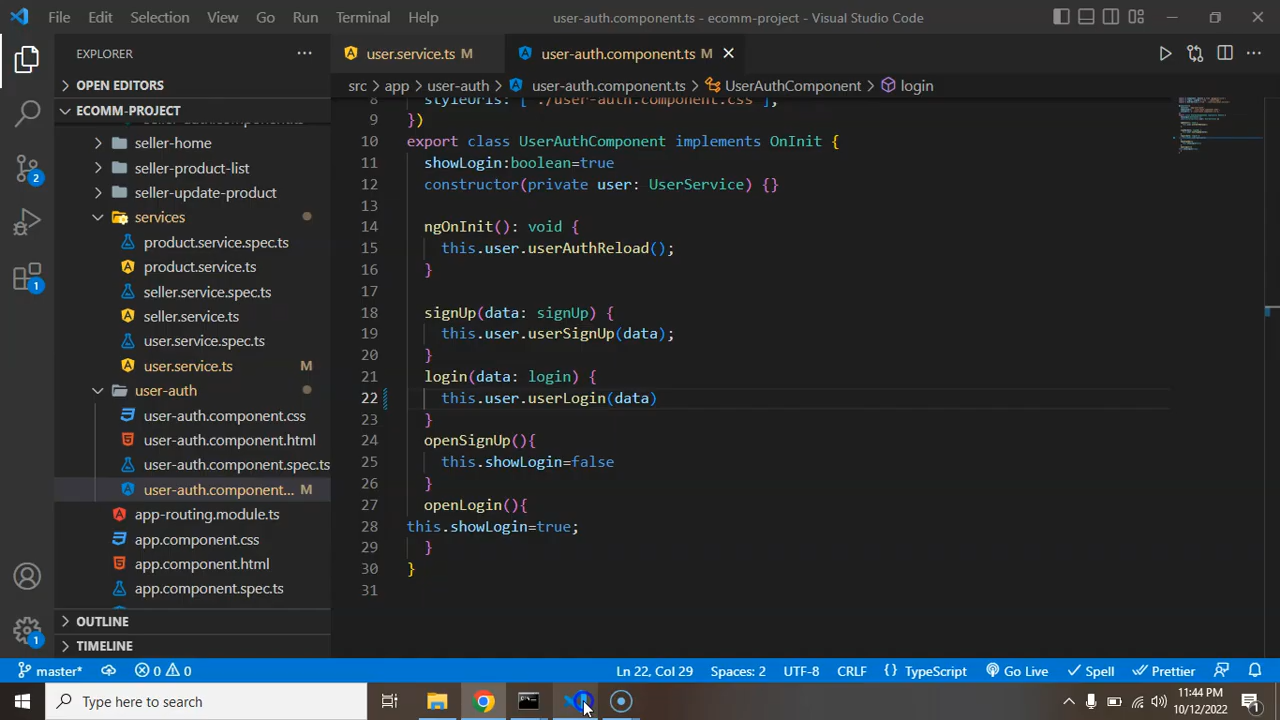 File Edit Selection View Go Run Terminal Help
user-auth.component.ts - ecomm-project - Visual Studio Code
EXPLORER
OPEN EDITORS
ECOMM-PROJECT
seller-home
seller-product-list
seller-update-product
services
product.service.spec.ts
product.service.ts
seller.service.spec.ts
seller.service.ts
user.service.spec.ts
user.service.ts M
user-auth
user-auth.component.css
user-auth.component.html
user-auth.component.spec.ts
user-auth.component... M
app-routing.module.ts
app.component.css
app.component.html
app.component.spec.ts
OUTLINE
TIMELINE
2
1
1
user.service.ts M
user-auth.component.ts M
src > app > user-auth > user-auth.component.ts > UserAuthComponent > login
8 styleUrls: ['./user-auth.component.css'],
9 })
10 export class UserAuthComponent implements OnInit {
11 showLogin:boolean=true
12 constructor(private user: UserService) {}
13
14 ngOnInit(): void {
15 this.user.userAuthReload();
16 }
17
18 signUp(data: signUp) {
19 this.user.userSignUp(data);
20 }
21 login(data: login) {
22 this.user.userLogin(data)
23 }
24 openSignUp(){
25 this.showLogin=false
26 }
27 openLogin(){
28 this.showLogin=true;
29 }
30 }
31
master* 0 0 Ln 22, Col 29 Spaces: 2 UTF-8 CRLF {} TypeScript Go Live Spell Prettier
Type here to search
11:44 PM
10/12/2022
1